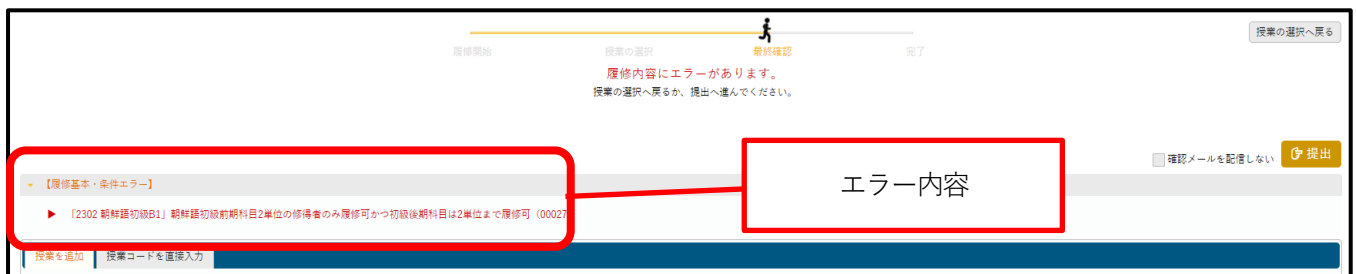 授業の選択へ戻る
履修開始 授業の選択 最終確認 完了
履修内容にエラーがあります。
授業の選択へ戻るか、提出へ進んでください。
確認メールを配信しない 提出
エラー内容
【履修基本・条件エラー】
「2302 朝鮮語初級B1」朝鮮語初級前期科目2単位の修得者のみ履修可かつ初級後期科目は2単位まで履修可（00027
授業を追加 授業コードを直接入力